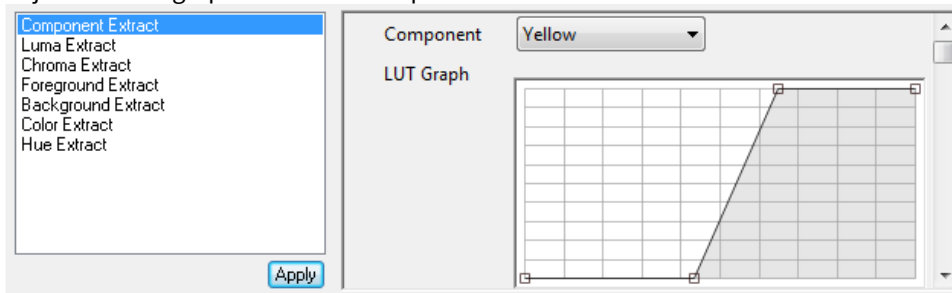 Component Extract
Luma Extract
Chroma Extract
Foreground Extract
Background Extract
Color Extract
Hue Extract
Apply
Component Yellow
LUT Graph